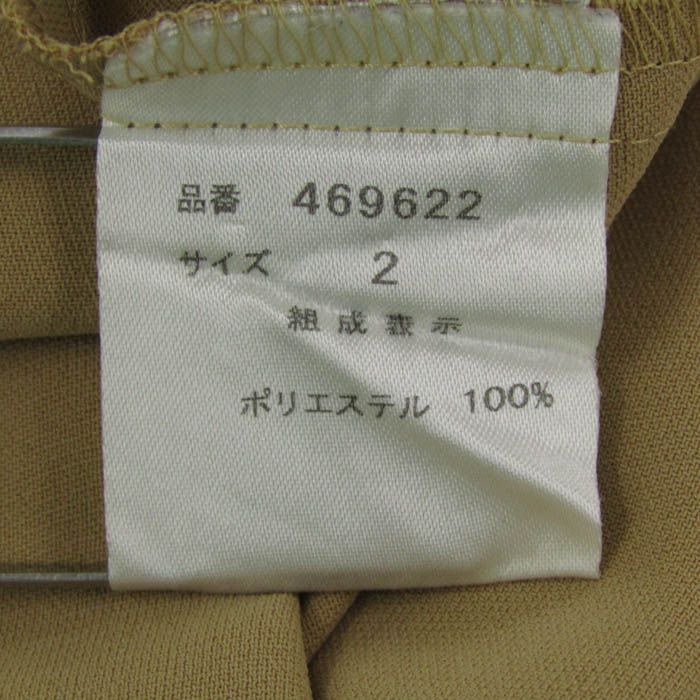 品番 469622
サイズ 2
組成表示
ポリエステル 100%